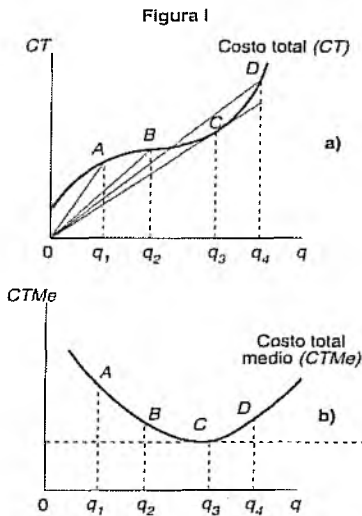 Figura I
CT
Costo total (CT)
D
C
B
A
a)
0
q1
q2
q3
q4
q
CTMe
Costo total
medio (CTMe)
A
B
C
D
b)
0
q1
q2
q3
q4
q